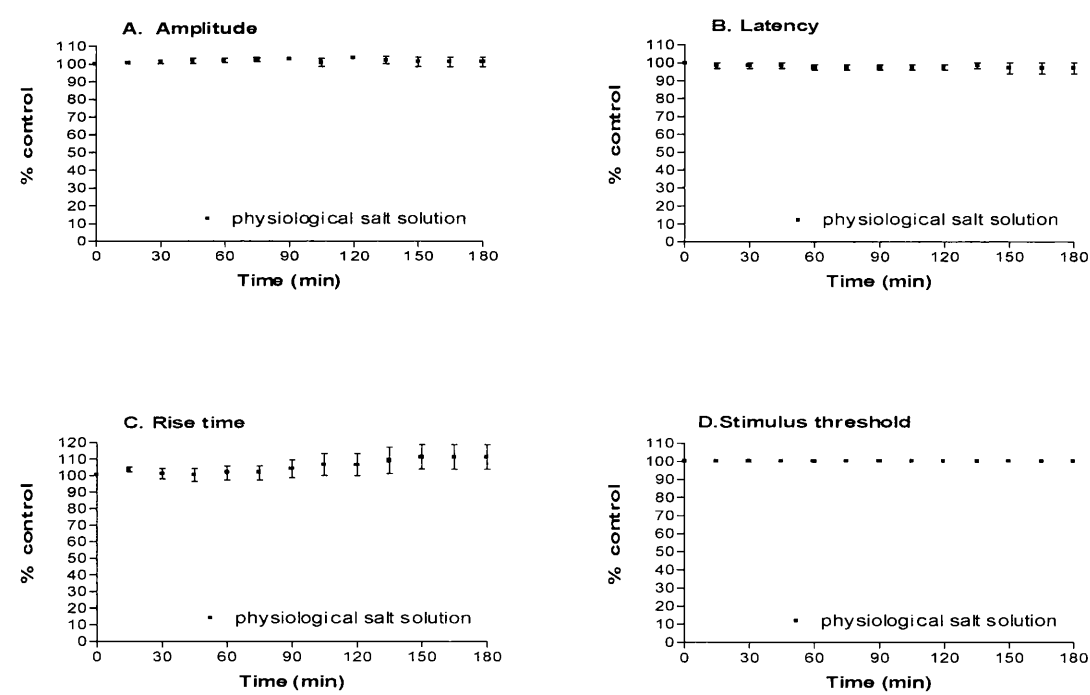 A. Amplitude
% control
110
100
90
80
70
60
50
40
30
20
10
0
physiological salt solution
0 30 60 90 120 150 180
Time (min)
B. Latency
% control
110
100
90
80
70
60
50
40
30
20
10
0
physiological salt solution
0 30 60 90 120 150 180
Time (min)
C. Rise time
% control
120
110
100
90
80
70
60
50
40
30
20
10
0
physiological salt solution
0 30 60 90 120 150 180
Time (min)
D.Stimulus threshold
% control
110
100
90
80
70
60
50
40
30
20
10
0
physiological salt solution
0 30 60 90 120 150 180
Time (min)